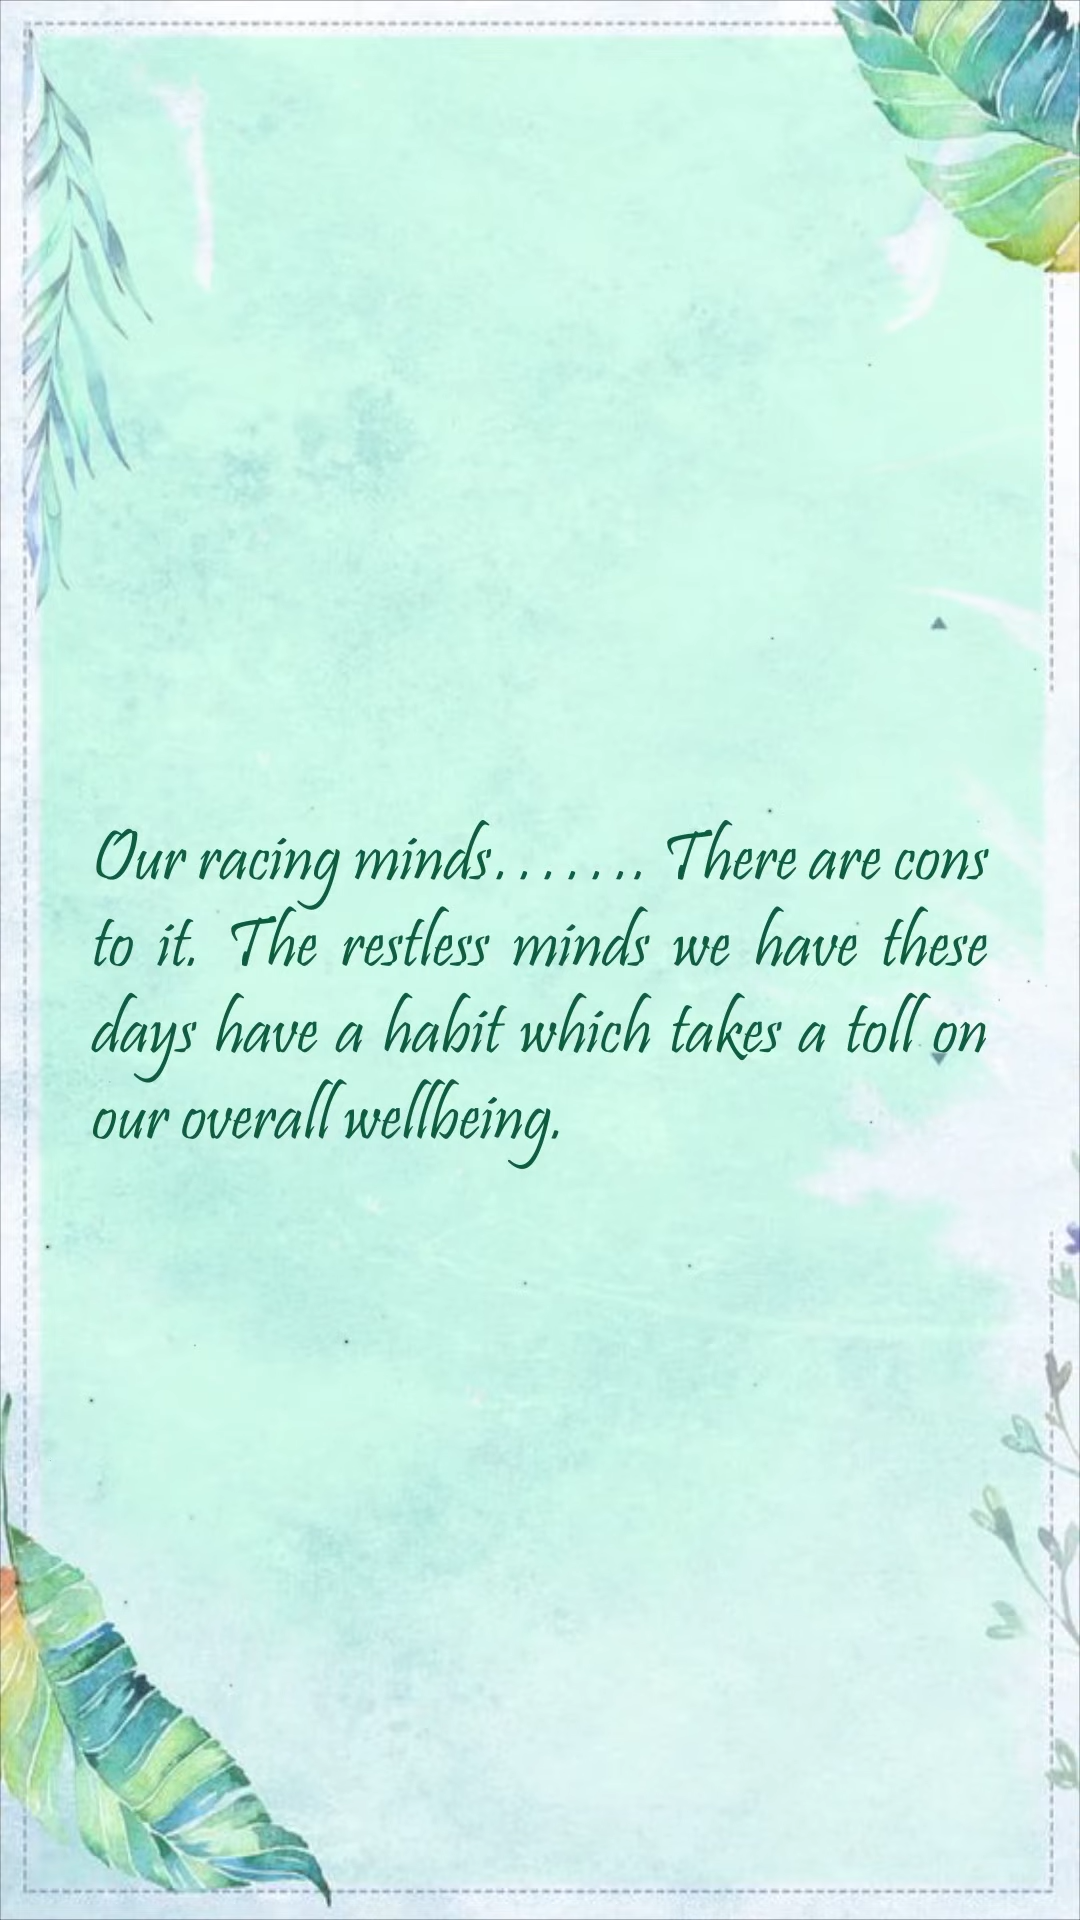 Our racing minds....... There are cons
to it. The restless minds we have these
days have a habit which takes a toll on
our overall wellbeing.